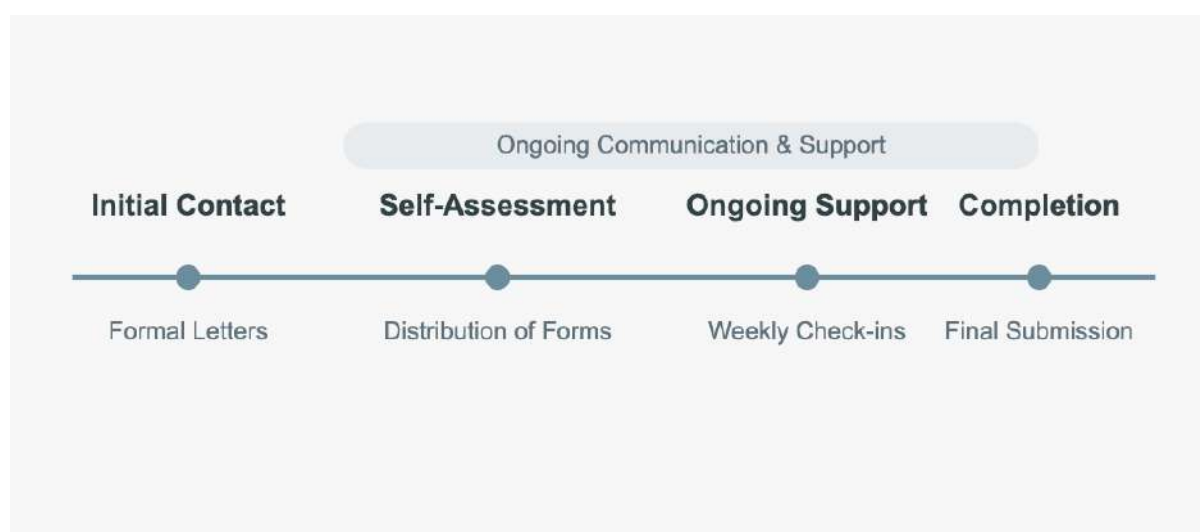 Ongoing Communication & Support
Initial Contact Self-Assessment Ongoing Support Completion
Formal Letters Distribution of Forms Weekly Check-ins Final Submission